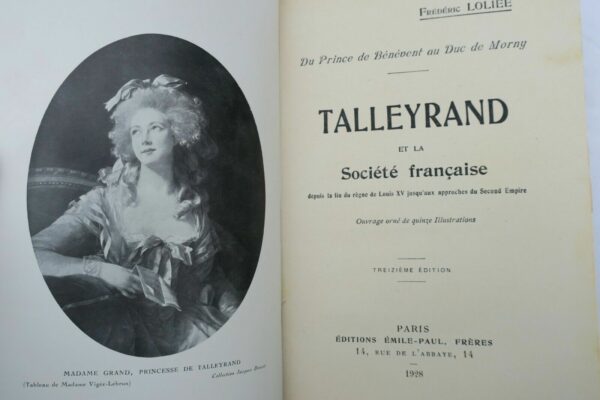 MADAME GRAND, PRINCESSE DE TALLEYRAND
(Tableau de Madame Vigée-Lebrun)
Collection Jacques Doucet
FRÉDÉRIC LOLIÉE
Du Prince de Bénévent au Duc de Morny
TALLEYRAND
ET LA
Société française
depuis la fin du règne de Louis XV jusqu'aux approches du Second Empire
Ouvrage orné de quinze Illustrations
TREIZIÈME ÉDITION
PARIS
ÉDITIONS ÉMILE-PAUL, FRÈRES
14, RUE DE L'ABBAYE, 14
1928